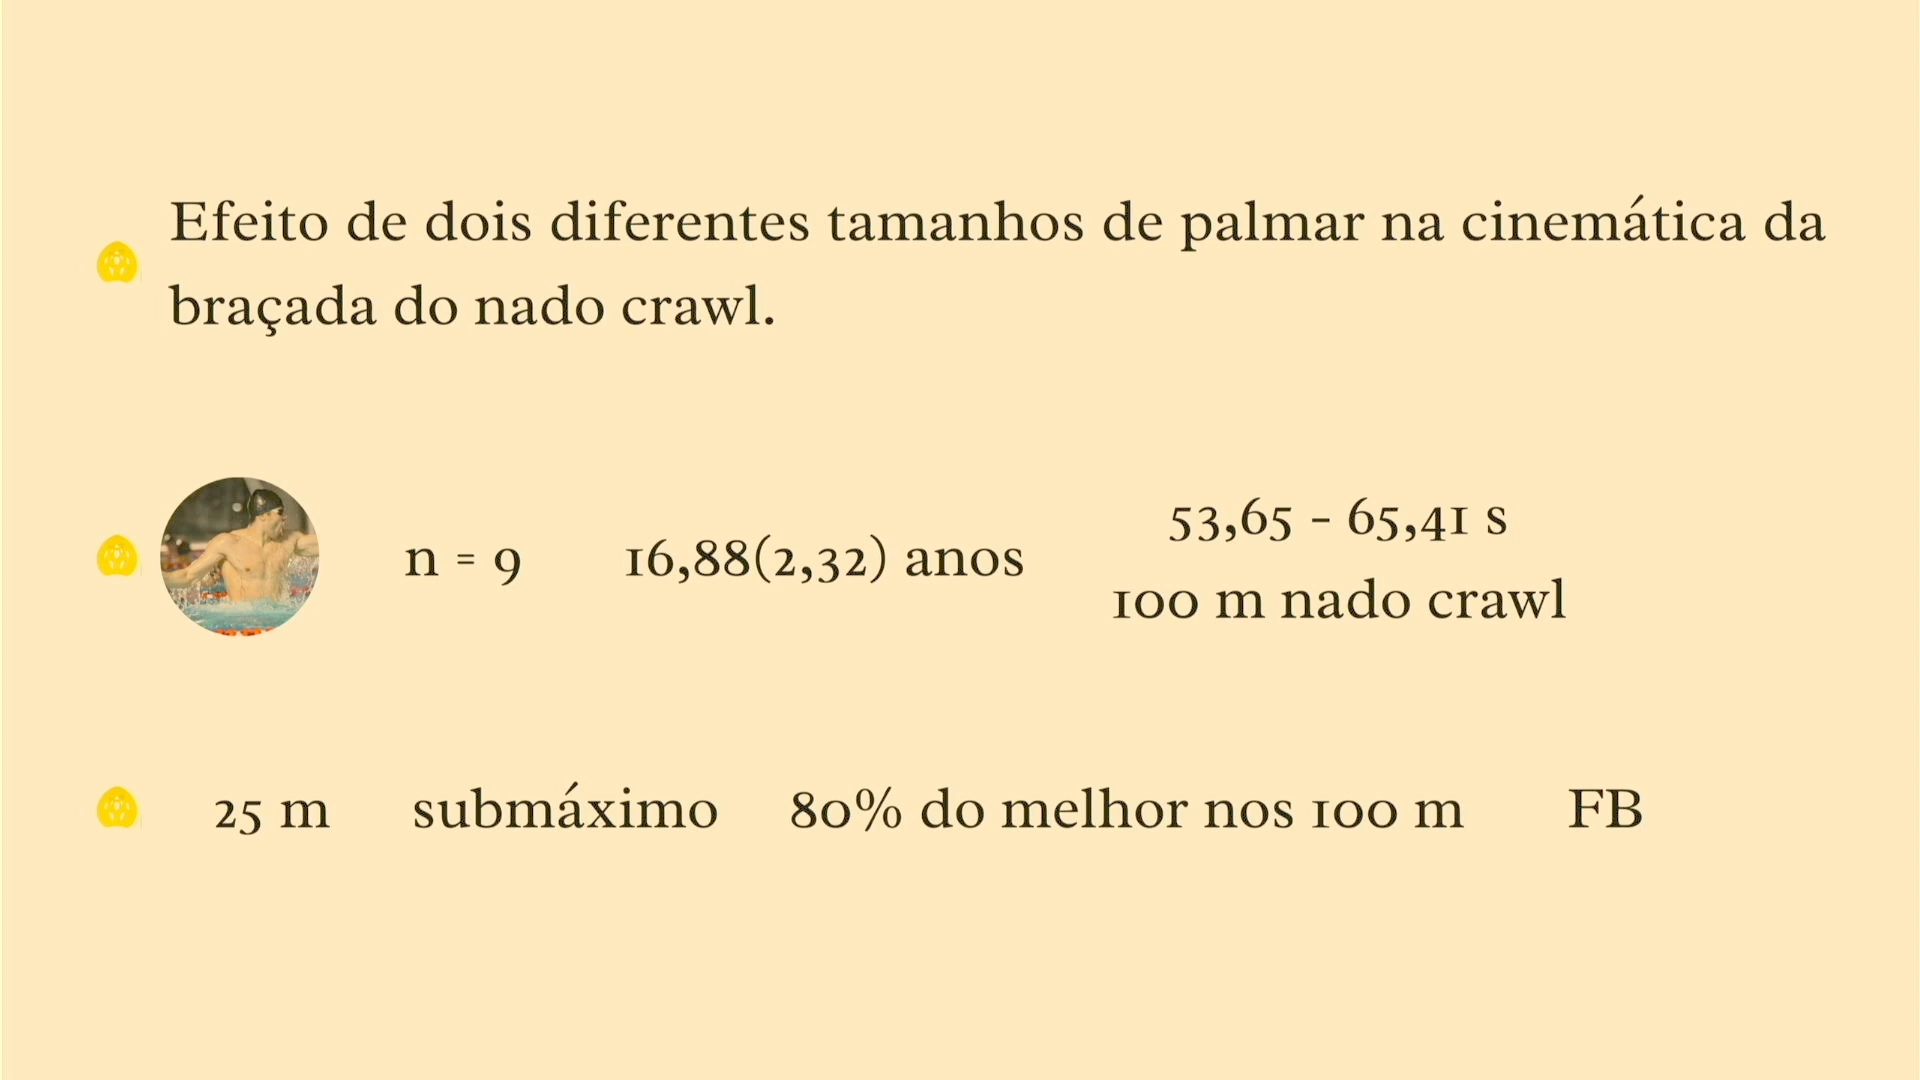 Efeito de dois diferentes tamanhos de palmar na cinemática da
braçada do nado crawl.
n = 9
16,88(2,32) anos
53,65 - 65,41 s
100 m nado crawl
25 m submáximo 80% do melhor nos 100 m FB